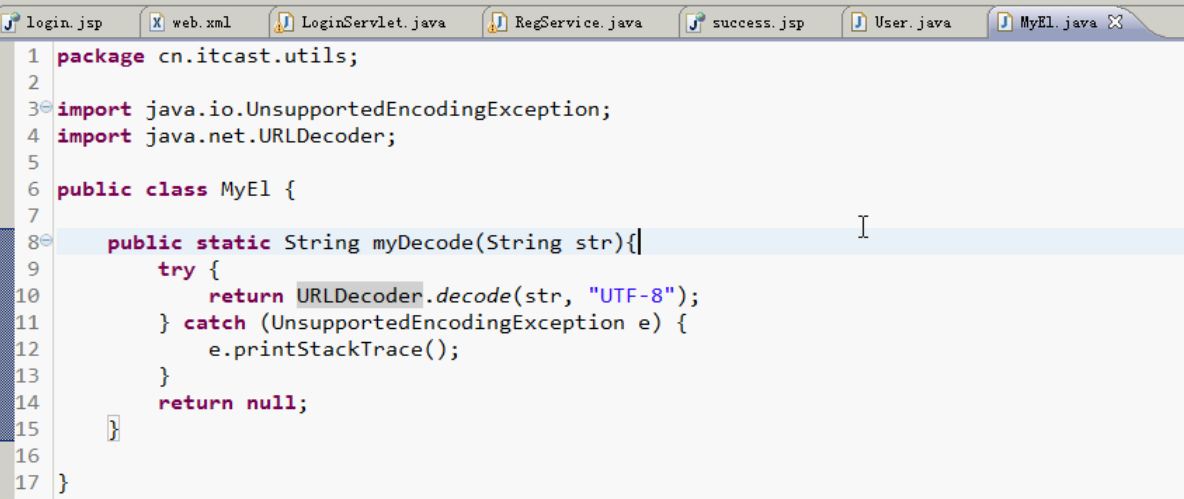 login.jsp web.xml LoginServlet.java RegService.java success.jsp User.java MyEl.java
1 package cn.itcast.utils;
2
3 import java.io.UnsupportedEncodingException;
4 import java.net.URLDecoder;
5
6 public class MyEl {
7
8 public static String myDecode(String str){
9 try {
10 return URLDecoder.decode(str, "UTF-8");
11 } catch (UnsupportedEncodingException e) {
12 e.printStackTrace();
13 }
14 return null;
15 }
16
17 }